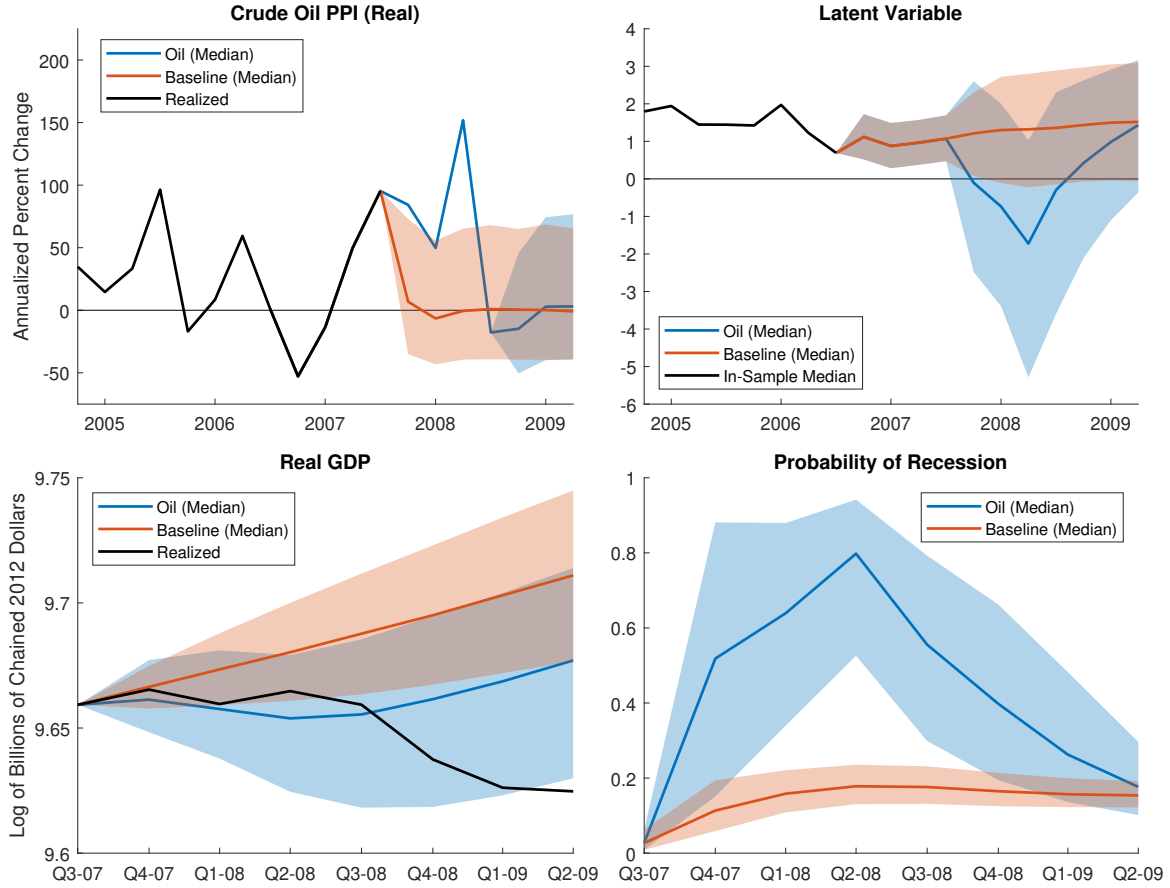 Crude Oil PPI (Real)
Annualized Percent Change
200
150
100
50
0
-50
Oil (Median)
Baseline (Median)
Realized
2005 2006 2007 2008 2009
Latent Variable
4
3
2
1
0
-1
-2
-3
-4
-5
-6
Oil (Median)
Baseline (Median)
In-Sample Median
2005 2006 2007 2008 2009
Real GDP
Log of Billions of Chained 2012 Dollars
9.75
9.7
9.65
9.6
Oil (Median)
Baseline (Median)
Realized
Q3-07 Q4-07 Q1-08 Q2-08 Q3-08 Q4-08 Q1-09 Q2-09
Probability of Recession
1
0.8
0.6
0.4
0.2
0
Oil (Median)
Baseline (Median)
Q3-07 Q4-07 Q1-08 Q2-08 Q3-08 Q4-08 Q1-09 Q2-09